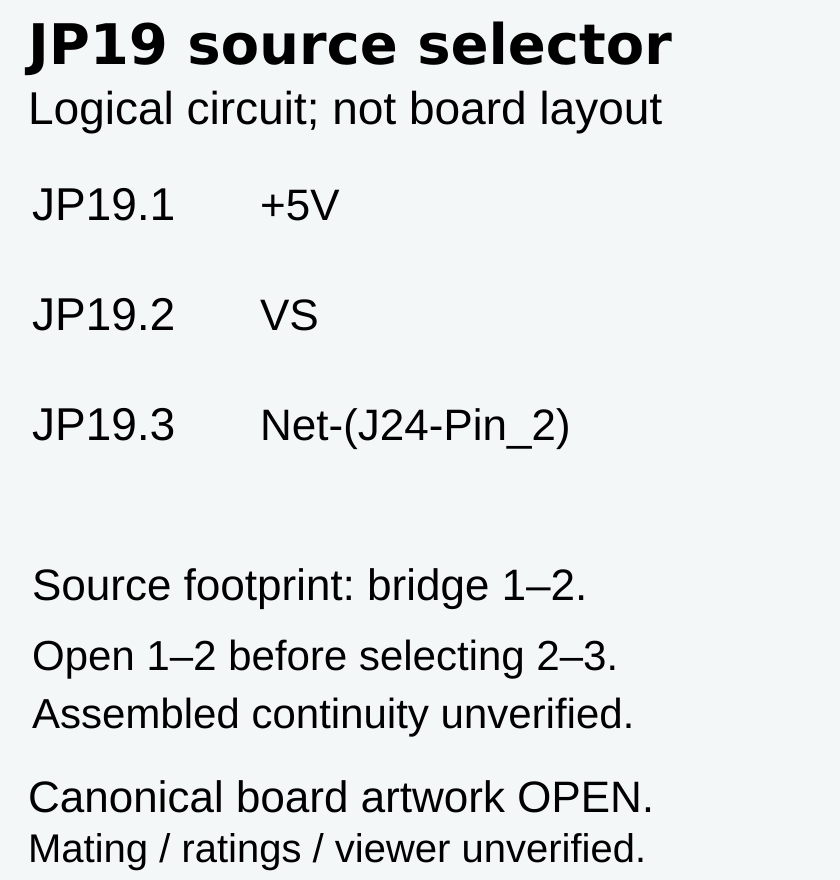 JP19 source selector
Logical circuit; not board layout
JP19.1 +5V
JP19.2 VS
JP19.3 Net-(J24-Pin_2)
Source footprint: bridge 1–2.
Open 1–2 before selecting 2–3.
Assembled continuity unverified.
Canonical board artwork OPEN.
Mating / ratings / viewer unverified.